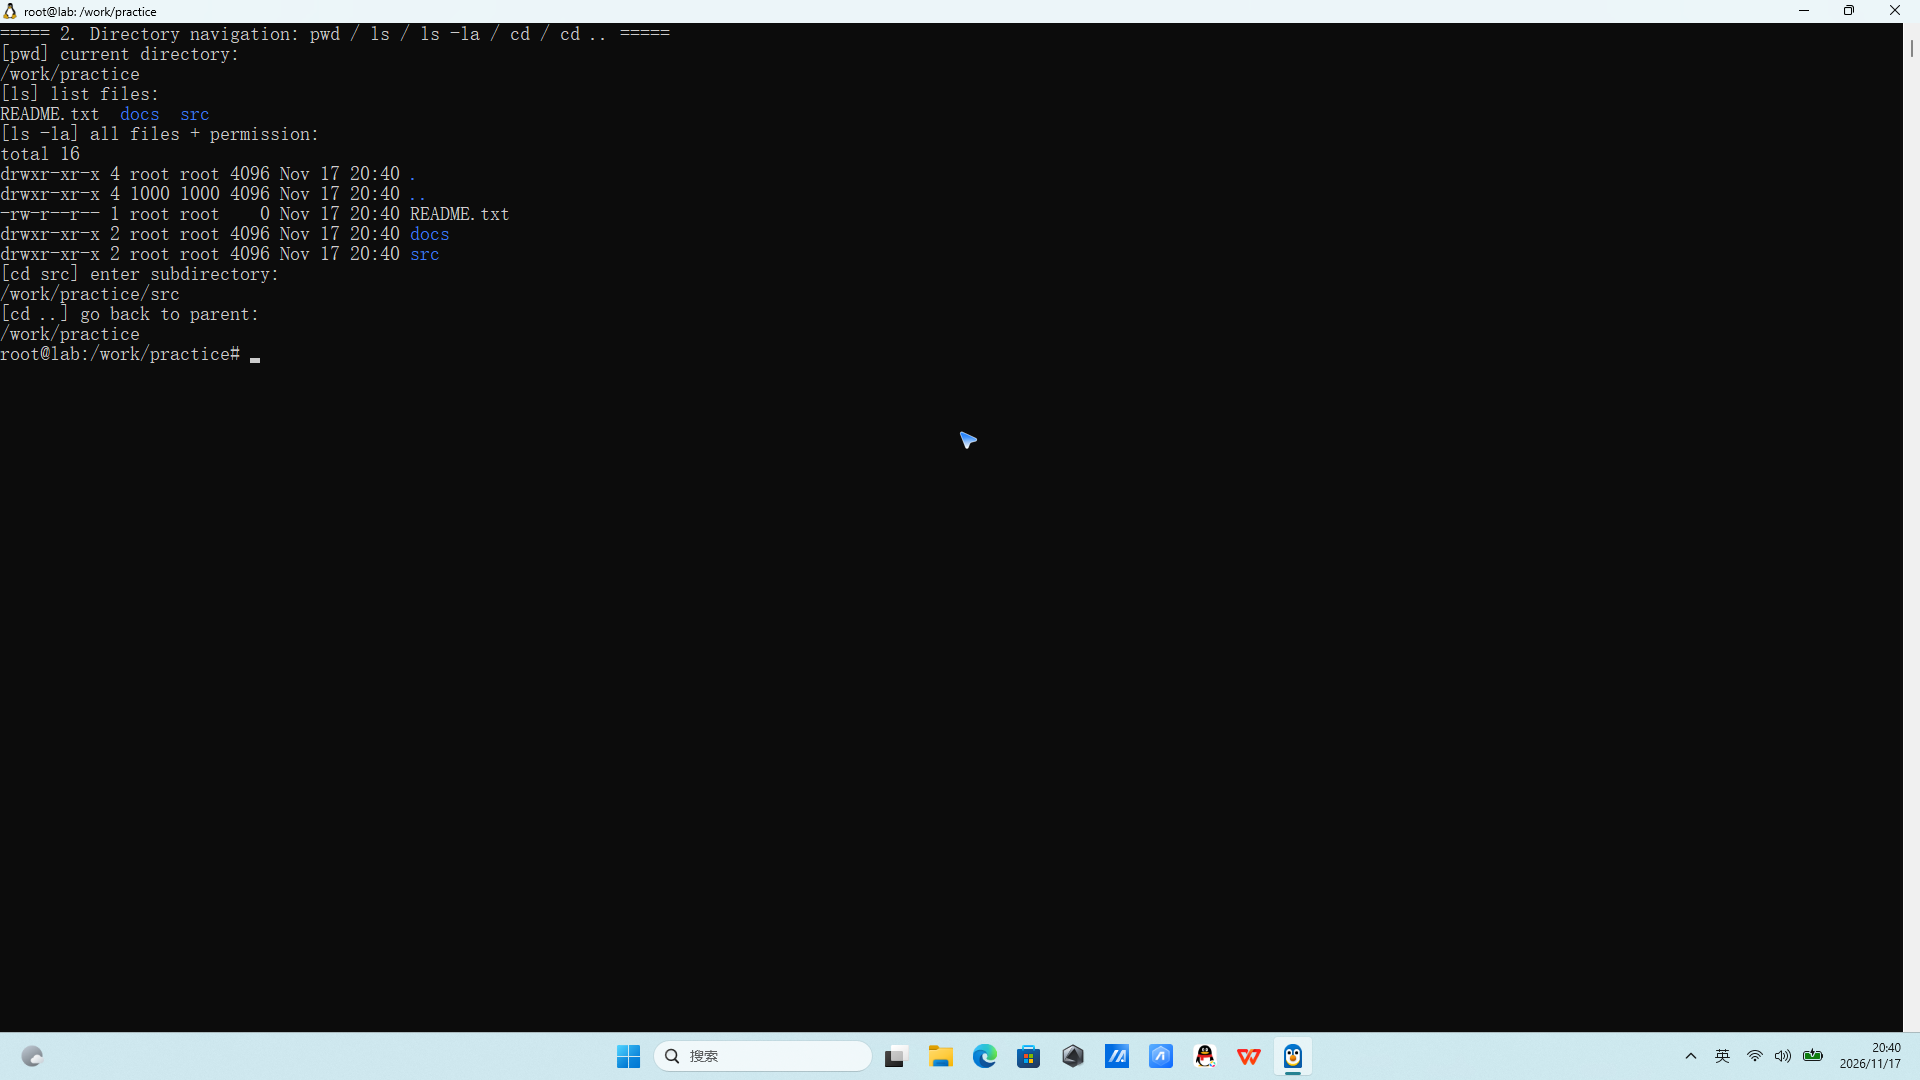 root@lab: /work/practice
===== 2. Directory navigation: pwd / ls / ls -la / cd / cd .. =====
[pwd] current directory:
/work/practice
[ls] list files:
README.txt  docs  src
[ls -la] all files + permission:
total 16
drwxr-xr-x 4 root root 4096 Nov 17 20:40 .
drwxr-xr-x 4 1000 1000 4096 Nov 17 20:40 ..
-rw-r--r-- 1 root root    0 Nov 17 20:40 README.txt
drwxr-xr-x 2 root root 4096 Nov 17 20:40 docs
drwxr-xr-x 2 root root 4096 Nov 17 20:40 src
[cd src] enter subdirectory:
/work/practice/src
[cd ..] go back to parent:
/work/practice
root@lab:/work/practice#
搜索
英
20:40
2026/11/17